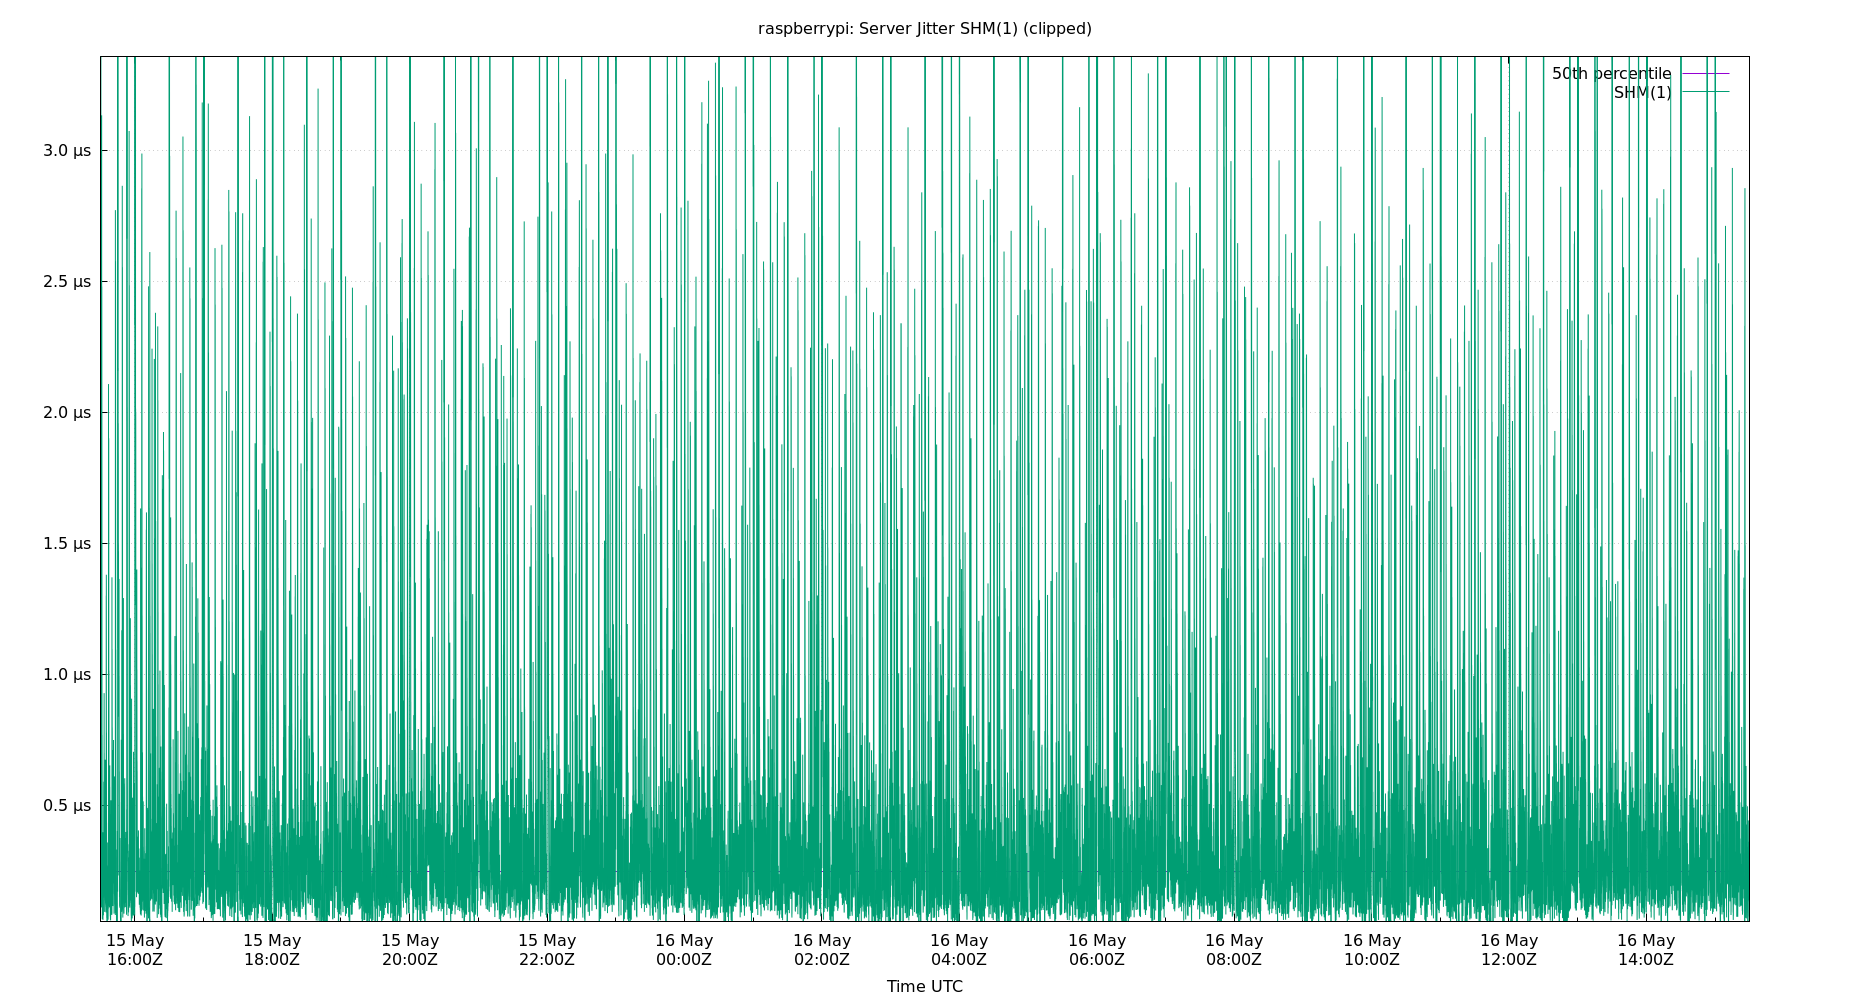 raspberrypi: Server Jitter SHM(1) (clipped)
50th percentile
SHM(1)
3.0 µs
2.5 µs
2.0 µs
1.5 µs
1.0 µs
0.5 µs
15 May 15 May 15 May 15 May 16 May 16 May 16 May 16 May 16 May 16 May 16 May 16 May
16:00Z 18:00Z 20:00Z 22:00Z 00:00Z 02:00Z 04:00Z 06:00Z 08:00Z 10:00Z 12:00Z 14:00Z
Time UTC